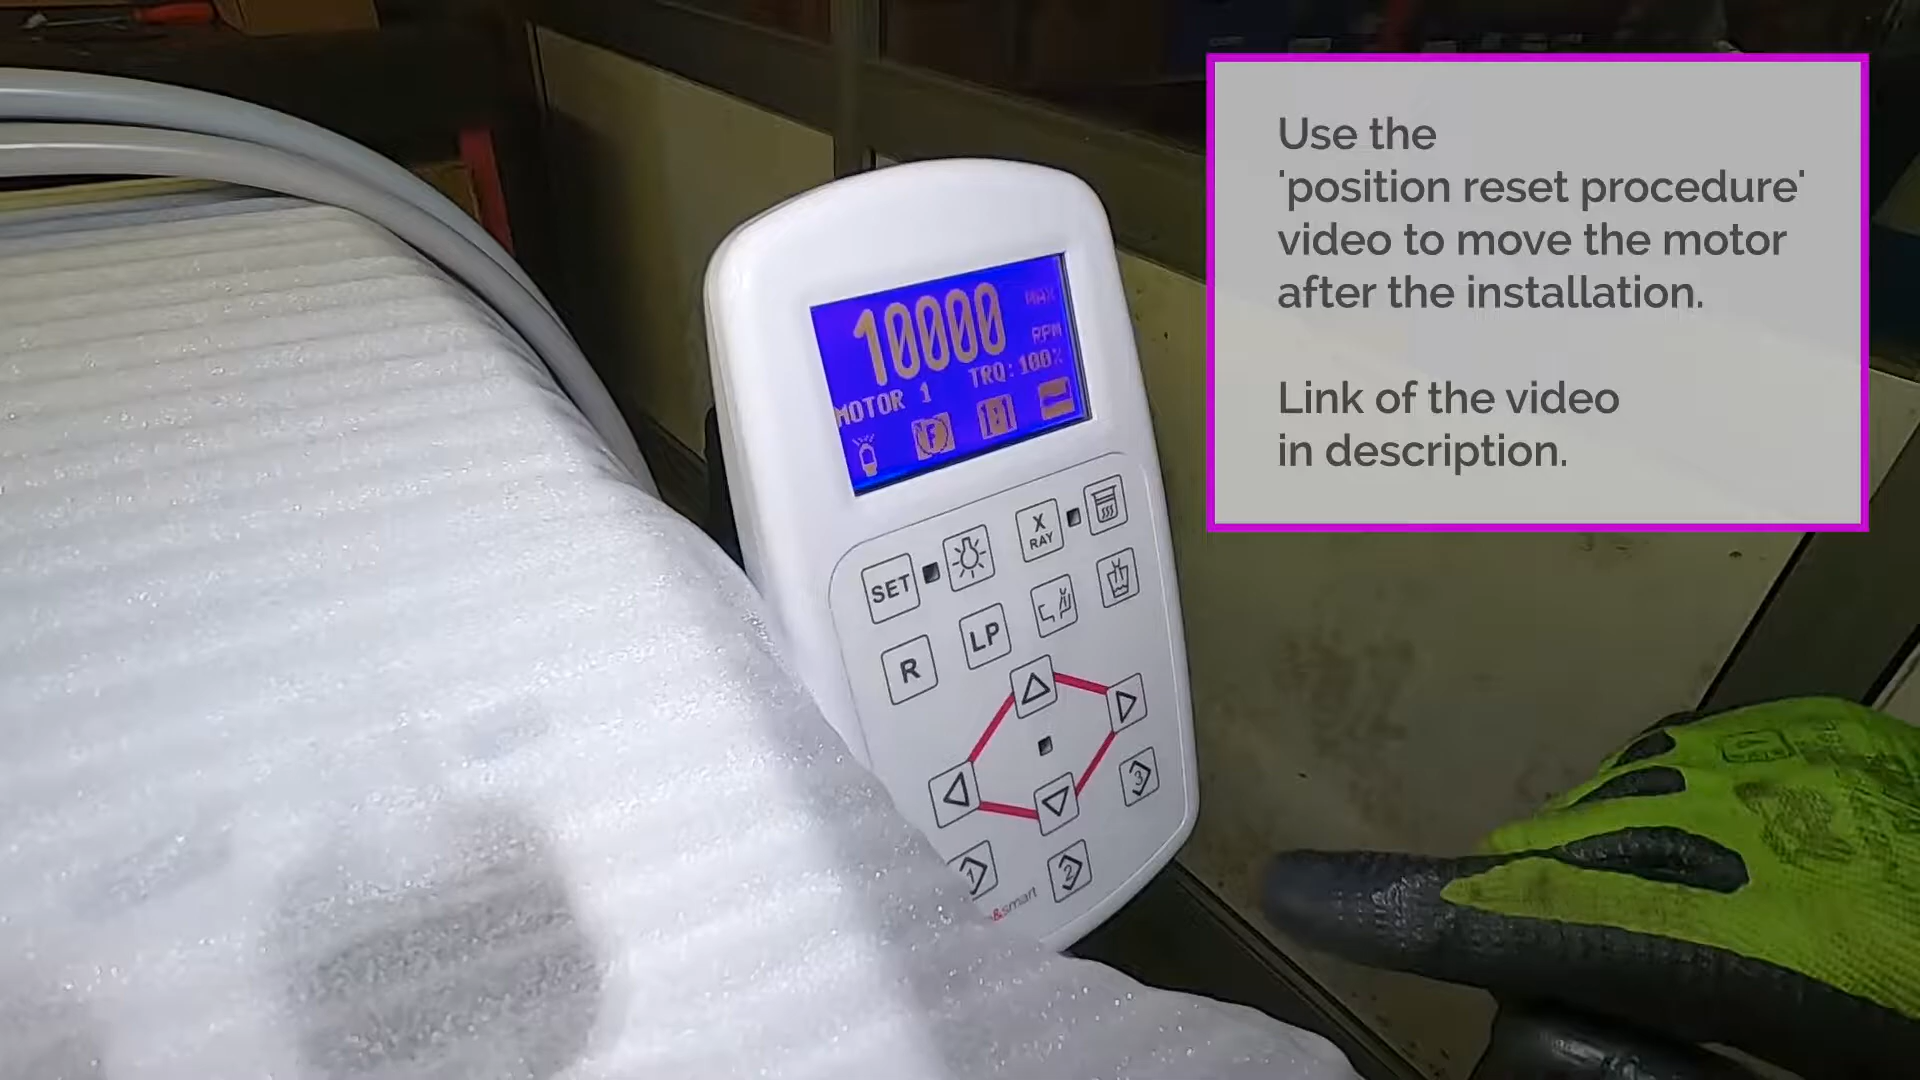 Use the
'position reset procedure'
video to move the motor
after the installation.
Link of the video
in description.
10000
MAX
RPM
TRQ:100%
MOTOR 1
F
1:1
SET
X
RAY
R
LP
3
1
2
&smart